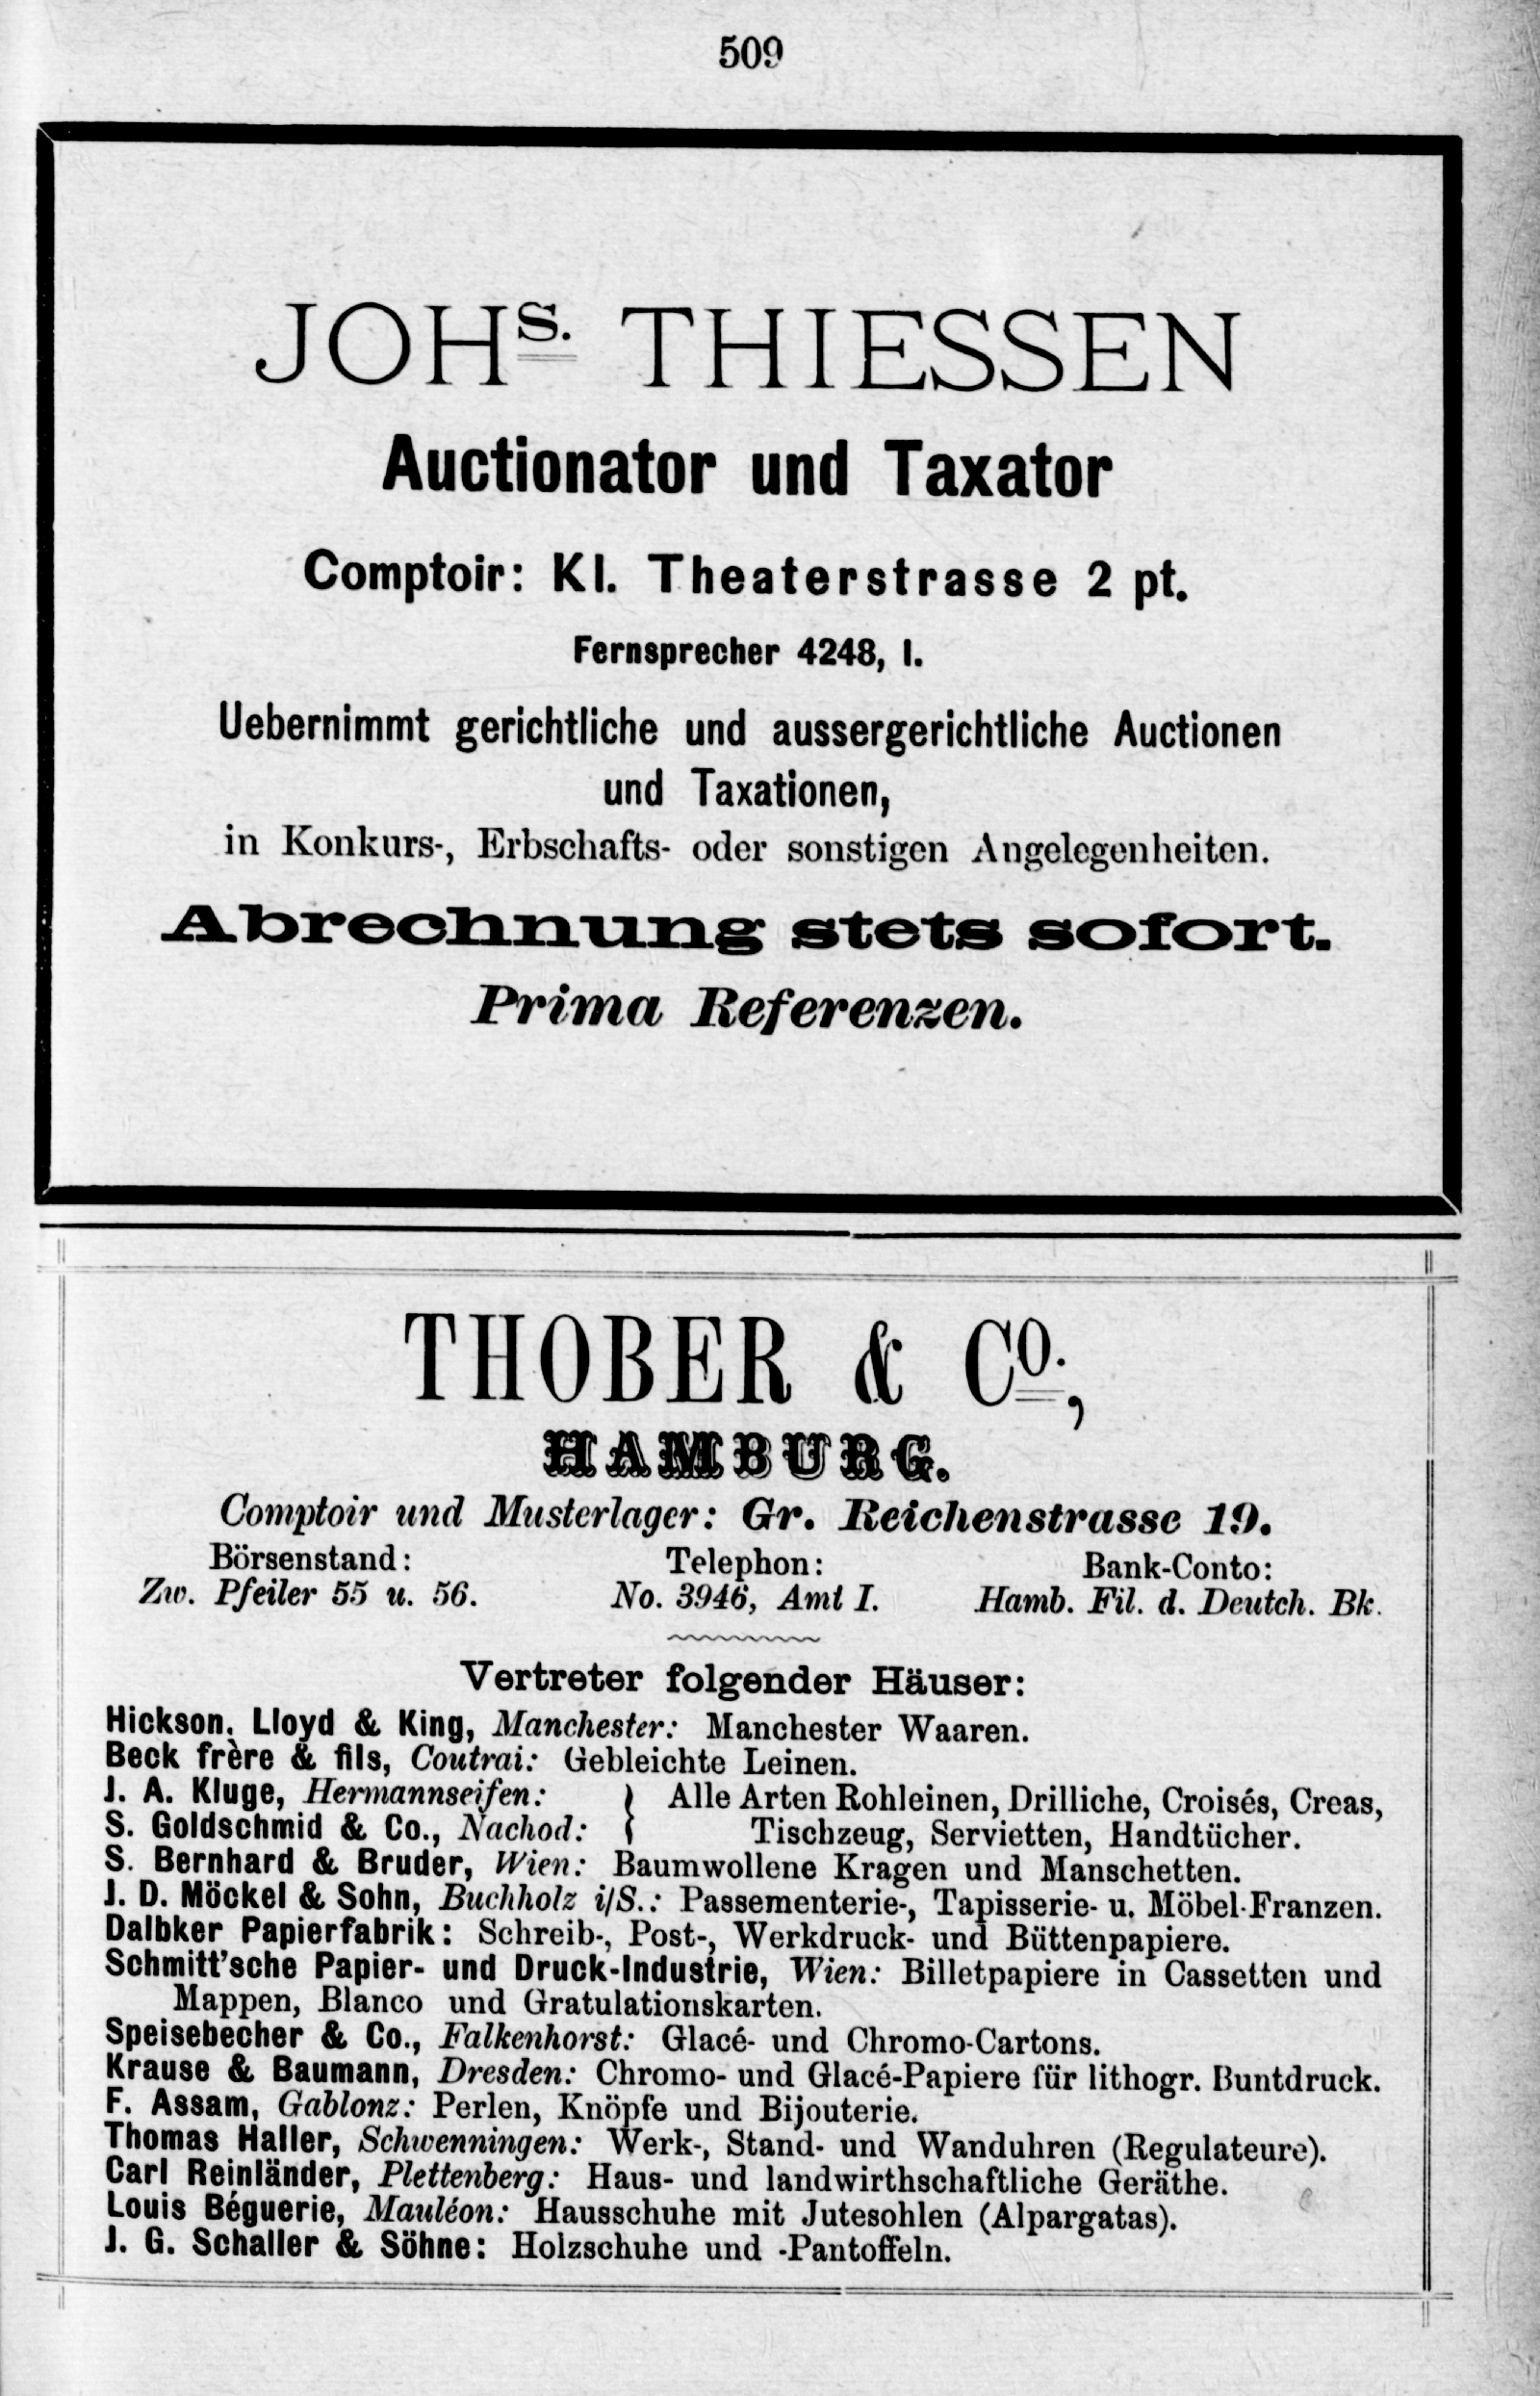 509
JOHS. THIESSEN
Auctionator und Taxator
Comptoir: Kl. Theaterstrasse 2 pt.
Fernsprecher 4248, I.
Uebernimmt gerichtliche und aussergerichtliche Auctionen
und Taxationen,
in Konkurs-, Erbschafts- oder sonstigen Angelegenheiten.
Abrechnung stets sofort.
Prima Referenzen.
THOBER & CO.,
HAMBURG.
Comptoir und Musterlager: Gr. Reichenstrasse 19.
Börsenstand: Telephon: Bank-Conto:
Zw. Pfeiler 55 u. 56. No. 3946, Amt I. Hamb. Fil. d. Deutch. Bk.
Vertreter folgender Häuser:
Hickson, Lloyd & King, Manchester: Manchester Waaren.
Beck frère & fils, Coutrai: Gebleichte Leinen.
J. A. Kluge, Hermannseifen: } Alle Arten Rohleinen, Drilliche, Croisés, Creas,
S. Goldschmid & Co., Nachod: } Tischzeug, Servietten, Handtücher.
S. Bernhard & Bruder, Wien: Baumwollene Kragen und Manschetten.
J. D. Möckel & Sohn, Buchholz i/S.: Passementerie-, Tapisserie- u. Möbel-Franzen.
Dalbker Papierfabrik: Schreib-, Post-, Werkdruck- und Büttenpapiere.
Schmitt'sche Papier- und Druck-Industrie, Wien: Billetpapiere in Cassetten und
Mappen, Blanco und Gratulationskarten.
Speisebecher & Co., Falkenhorst: Glacé- und Chromo-Cartons.
Krause & Baumann, Dresden: Chromo- und Glacé-Papiere für lithogr. Buntdruck.
F. Assam, Gablonz: Perlen, Knöpfe und Bijouterie.
Thomas Haller, Schwenningen: Werk-, Stand- und Wanduhren (Regulateure).
Carl Reinländer, Plettenberg: Haus- und landwirthschaftliche Geräthe.
Louis Béguerie, Mauléon: Hausschuhe mit Jutesohlen (Alpargatas).
J. G. Schaller & Söhne: Holzschuhe und -Pantoffeln.